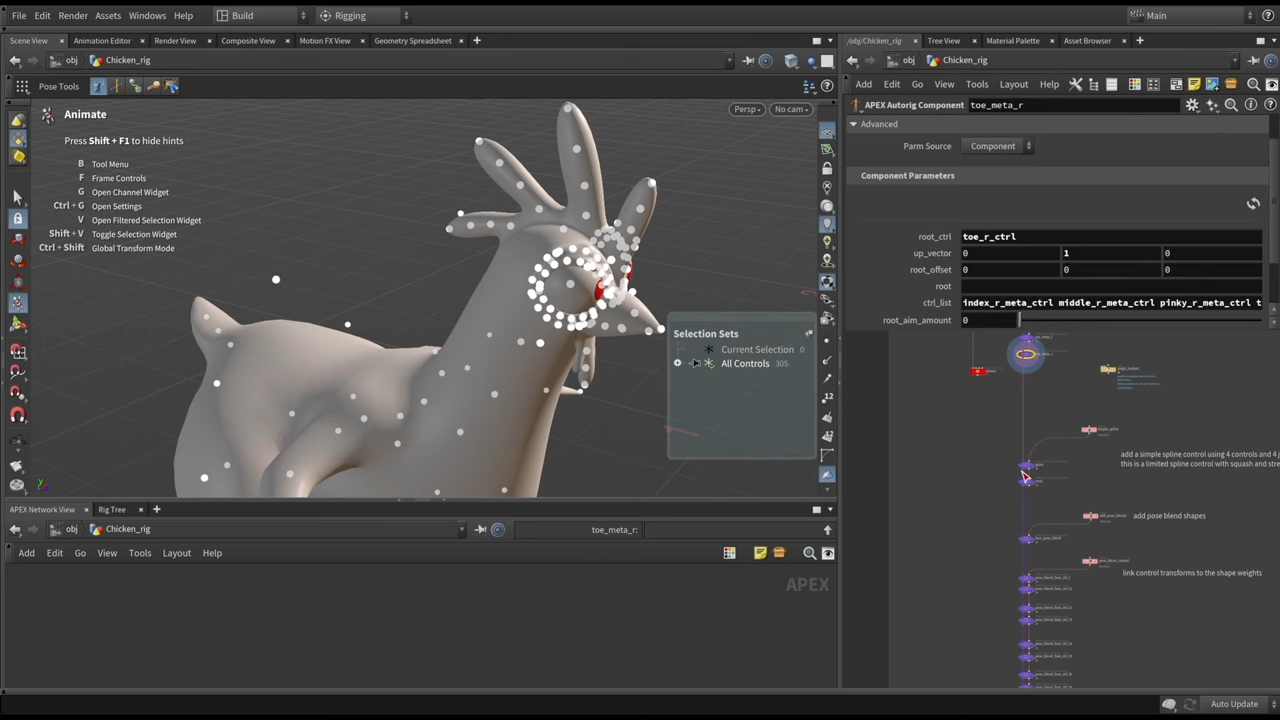 File Edit Render Assets Windows Help Build Rigging Main
Scene View Animation Editor Render View Composite View Motion FX View Geometry Spreadsheet
/obj/Chicken_rig Tree View Material Palette Asset Browser
obj Chicken_rig
obj Chicken_rig
Pose Tools
Add Edit Go View Tools Layout Help
APEX Autorig Component toe_meta_r
Persp No cam
Animate
Press Shift + F1 to hide hints
B Tool Menu
F Frame Controls
G Open Channel Widget
Ctrl + G Open Settings
V Open Filtered Selection Widget
Shift + V Toggle Selection Widget
Ctrl + Shift Global Transform Mode
Advanced
Parm Source Component
Component Parameters
root_ctrl toe_r_ctrl
up_vector 0 1 0
root_offset 0 0 0
root
ctrl_list index_r_meta_ctrl middle_r_meta_ctrl pinky_r_meta_ctrl t
root_aim_amount 0
Selection Sets
Current Selection 0
All Controls 305
12
12
add a simple spline control using 4 controls and 4 j
this is a limited spline control with squash and stre
add pose blend shapes
link control transforms to the shape weights
APEX Network View Rig Tree
obj Chicken_rig toe_meta_r:
Add Edit Go View Tools Layout Help
APEX
Auto Update